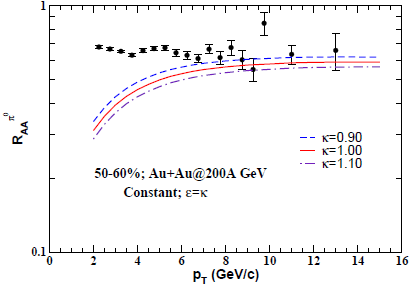 1
R_AA^π⁰
κ=0.90
κ=1.00
κ=1.10
50-60%; Au+Au@200A GeV
Constant; ε=κ
0.1
0 2 4 6 8 10 12 14 16
p_T (GeV/c)